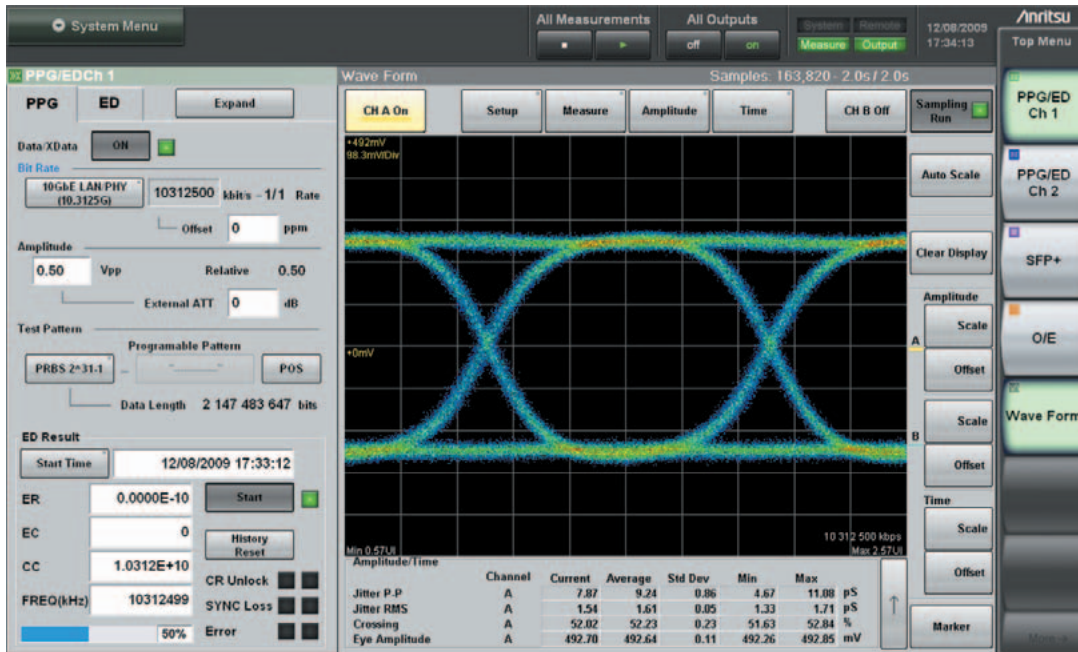 System Menu
All Measurements
All Outputs
off
on
System
Remote
Measure
Output
12/08/2009
17:34:13
Anritsu
Top Menu
PPG/EDCh 1
PPG
ED
Expand
Data/XData
ON
Bit Rate
10GbE LAN/PHY
(10.3125G)
10312500 kbit/s - 1/1 Rate
Offset 0 ppm
Amplitude
0.50 Vpp Relative 0.50
External ATT 0 dB
Test Pattern
Programable Pattern
PRBS 2^31-1
POS
Data Length 2 147 483 647 bits
ED Result
Start Time 12/08/2009 17:33:12
ER 0.0000E-10 Start
EC 0
History
Reset
CC 1.0312E+10
CR Unlock
FREQ(kHz) 10312499 SYNC Loss
50% Error
Wave Form Samples: 163,820 - 2.0s / 2.0s
CH A On
Setup
Measure
Amplitude
Time
CH B Off
Sampling
Run
+492mV
98.3mV/Div
+0mV
10 312 500 kbps
Min 0.57UI Max 2.57UI
Amplitude/Time
Channel Current Average Std Dev Min Max
Jitter P-P A 7.87 9.24 0.86 4.67 11.08 pS
Jitter RMS A 1.54 1.61 0.05 1.33 1.71 pS
Crossing A 52.02 52.23 0.23 51.63 52.84 %
Eye Amplitude A 492.70 492.64 0.11 492.26 492.85 mV
Auto Scale
Clear Display
Amplitude
Scale
A
Offset
Scale
B
Offset
Time
Scale
Offset
Marker
PPG/ED
Ch 1
PPG/ED
Ch 2
SFP+
O/E
Wave Form
More